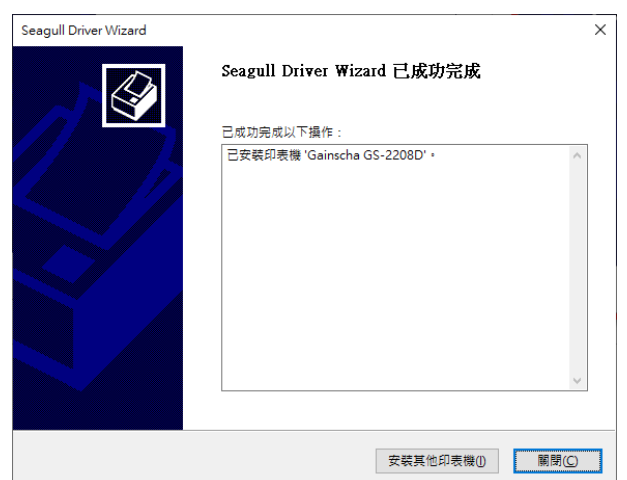 Seagull Driver Wizard
Seagull Driver Wizard 已成功完成
已成功完成以下操作：
已安裝印表機 'Gainscha GS-2208D'。
安裝其他印表機(I)
關閉(C)